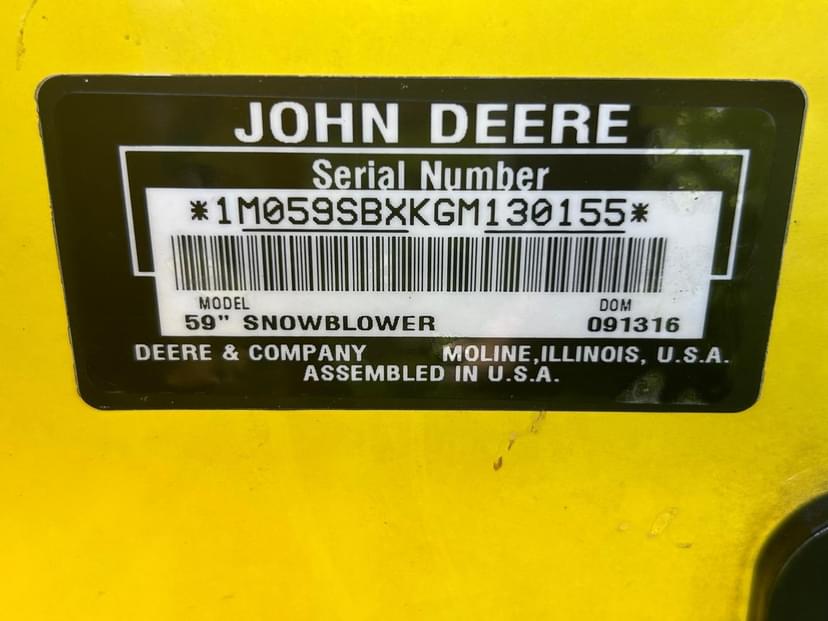 JOHN DEERE
Serial Number
*1M059SBXKGM130155*
MODEL DOM
59" SNOWBLOWER 091316
DEERE & COMPANY MOLINE,ILLINOIS, U.S.A.
ASSEMBLED IN U.S.A.